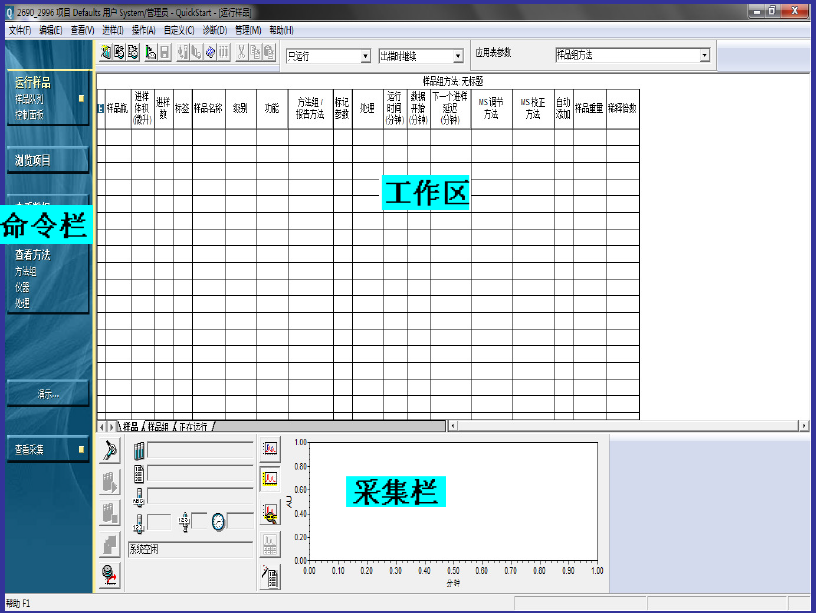 2690_2996 项目 Defaults 用户 System/管理员 - QuickStart - [运行样品]
文件(F) 编辑(E) 查看(V) 进样(I) 操作(A) 自定义(C) 诊断(D) 管理(M) 帮助(H)
只运行 出错时继续 应用表参数 样品组方法
运行样品
样品队列
控制面板
浏览项目
命令栏
查看方法
方法组
仪器
处理
演示...
查看采集
样品组方法 无标题
样品瓶 进样体积(微升) 进样数 标签 样品名称 级别 功能 方法组/报告方法 标记参数 处理 运行时间(分钟) 数据开始(分钟) 下一个进样延迟(分钟) MS 调节方法 MS 校正方法 自动添加 样品重量 稀释倍数
工作区
样品 样品组 正在运行
系统空闲
采集栏
AU
1.00
0.80
0.60
0.40
0.20
0.00
0.00 0.10 0.20 0.30 0.40 0.50 0.60 0.70 0.80 0.90 1.00
分钟
帮助 F1